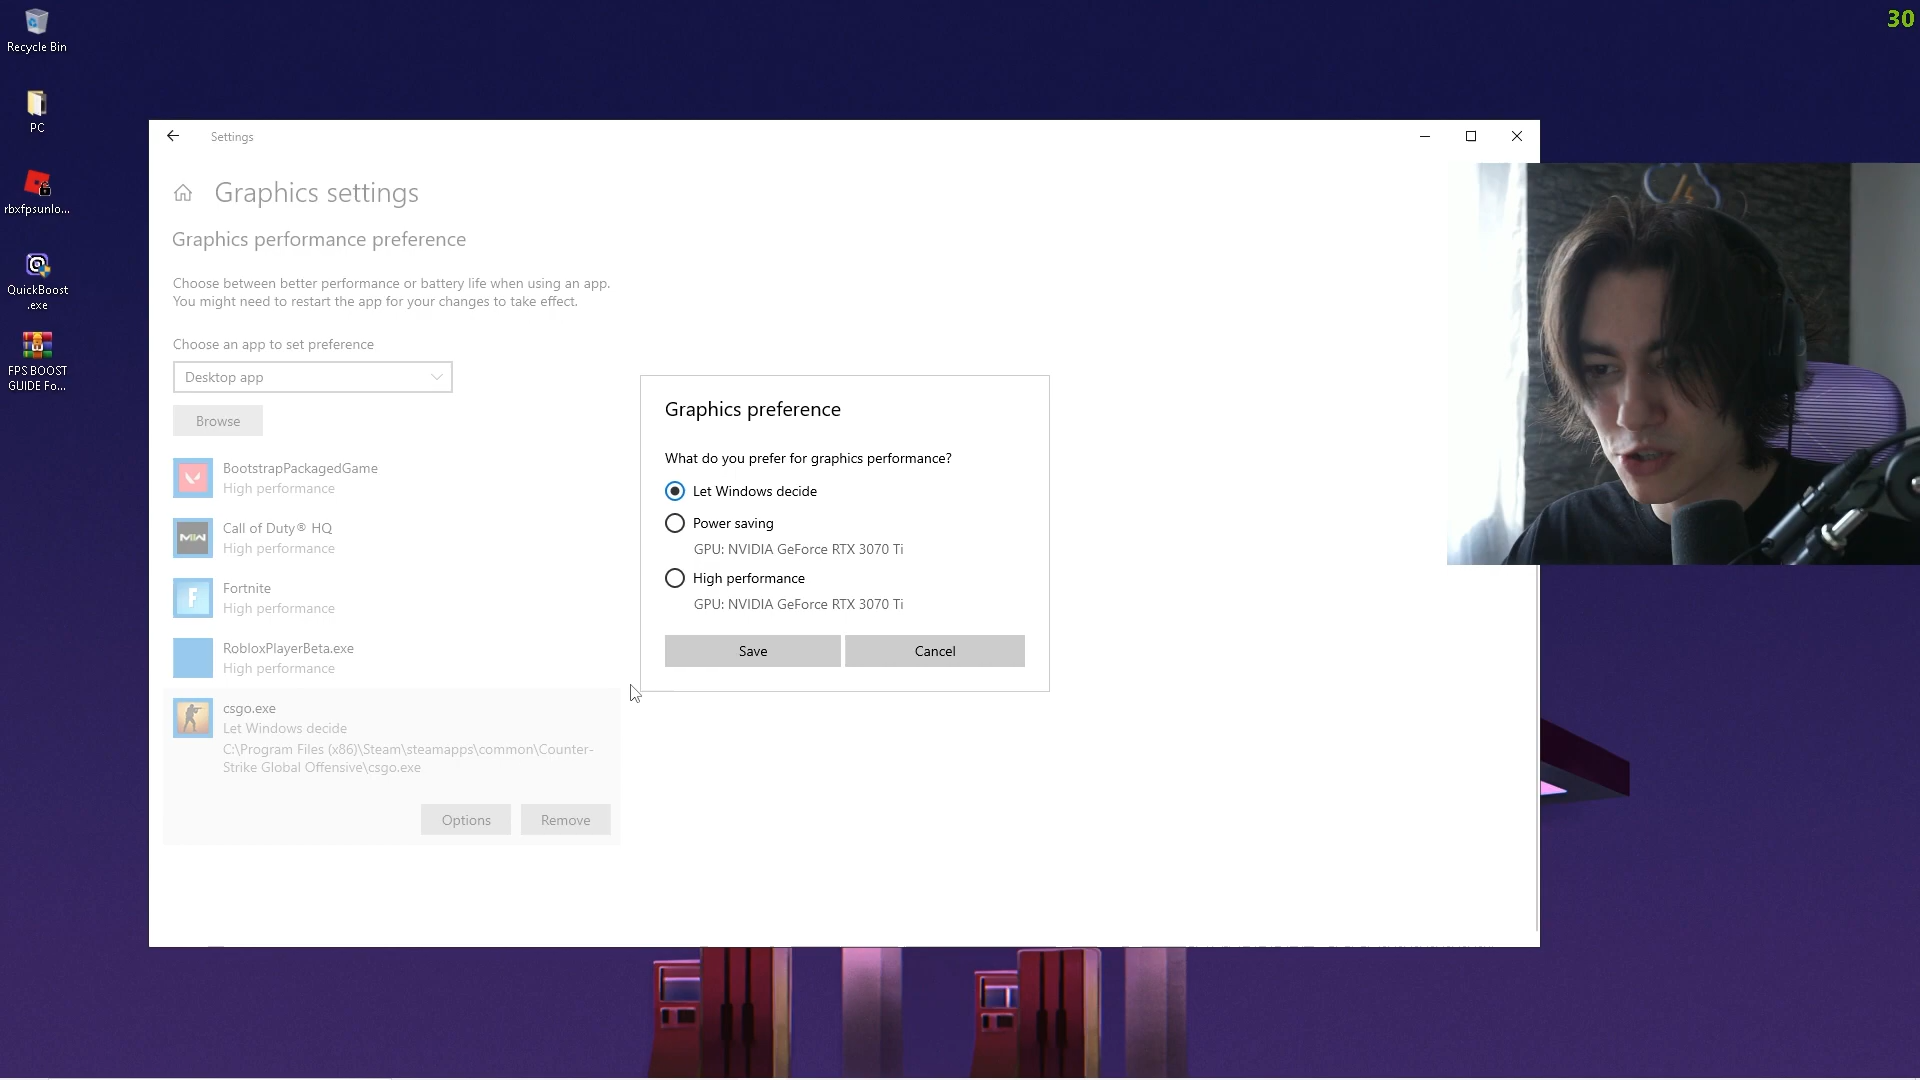 30
Recycle Bin
PC
rbxfpsunlo...
QuickBoost
.exe
FPS BOOST
GUIDE Fo...
Settings
Graphics settings
Graphics performance preference
Choose between better performance or battery life when using an app.
You might need to restart the app for your changes to take effect.
Choose an app to set preference
Desktop app
Browse
BootstrapPackagedGame
High performance
MW
Call of Duty® HQ
High performance
F
Fortnite
High performance
RobloxPlayerBeta.exe
High performance
csgo.exe
Let Windows decide
C:\Program Files (x86)\Steam\steamapps\common\Counter-
Strike Global Offensive\csgo.exe
Options
Remove
Graphics preference
What do you prefer for graphics performance?
Let Windows decide
Power saving
GPU: NVIDIA GeForce RTX 3070 Ti
High performance
GPU: NVIDIA GeForce RTX 3070 Ti
Save
Cancel